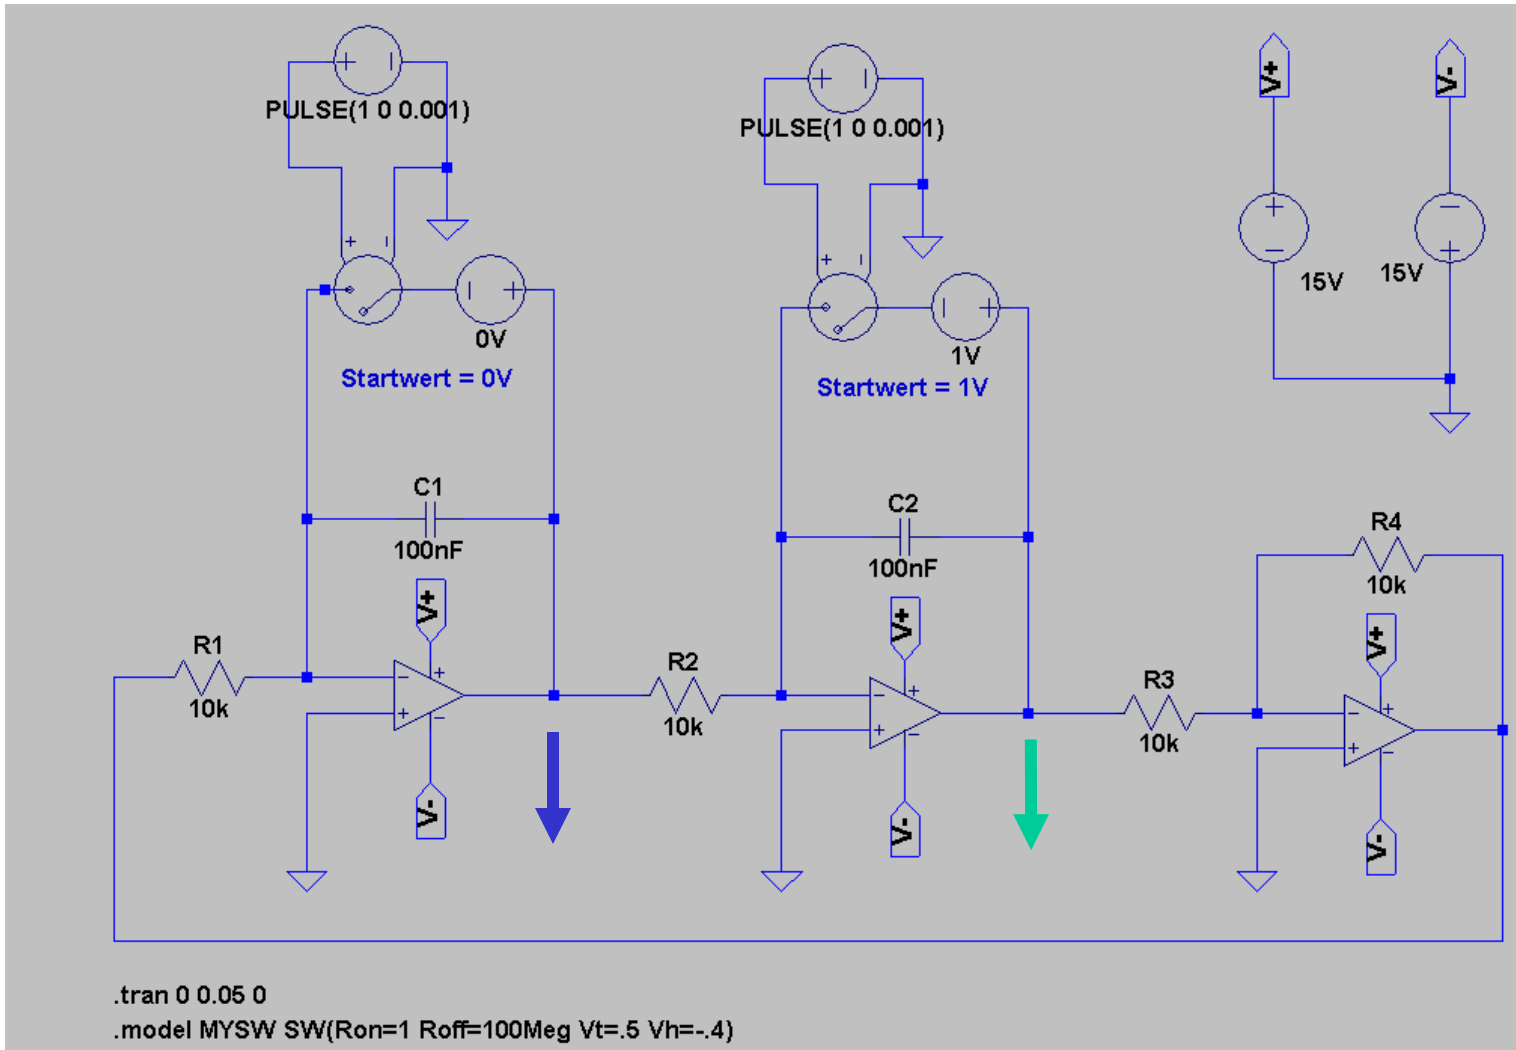 PULSE(1 0 0.001)
PULSE(1 0 0.001)
V+
V-
+
-
+
-
15V
15V
0V
1V
Startwert = 0V
Startwert = 1V
C1
100nF
C2
100nF
R4
10k
V+
V+
V+
R1
10k
R2
10k
R3
10k
V-
V-
V-
.tran 0 0.05 0
.model MYSW SW(Ron=1 Roff=100Meg Vt=.5 Vh=-.4)